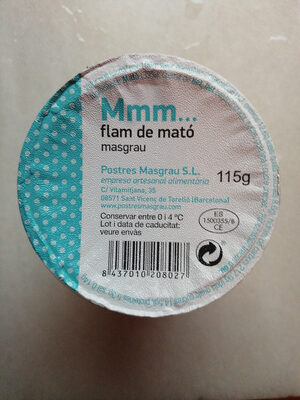 Mmm...
flam de mató
masgrau
Postres Masgrau S.L.
empresa artesanal alimentària
C/ Vitamitjana, 35
08571 Sant Vicenç de Torelló (Barcelona)
www.postresmasgrau.com
115g
Conservar entre 0 i 4 ºC
Lot i data de caducitat:
veure envàs
ES
CE
8 437010 208027